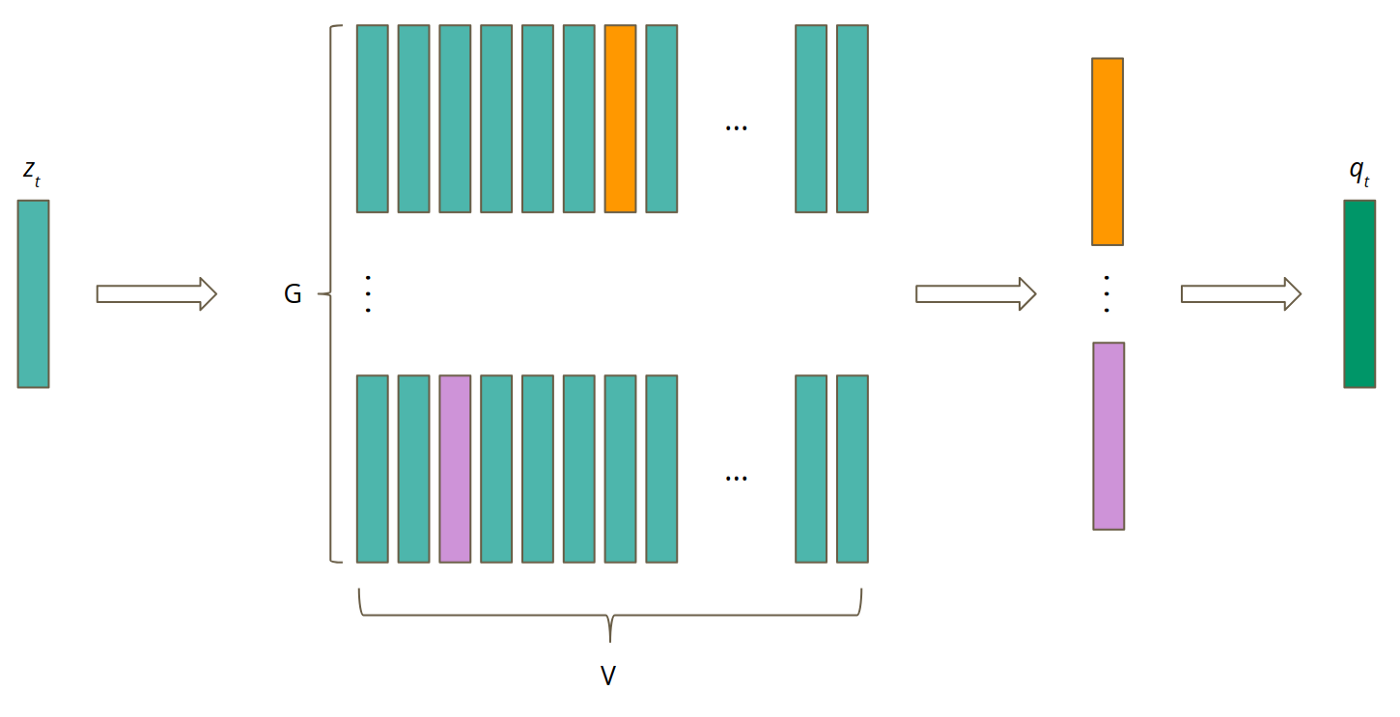 z_t
G
...
⋮
...
V
⋮
q_t